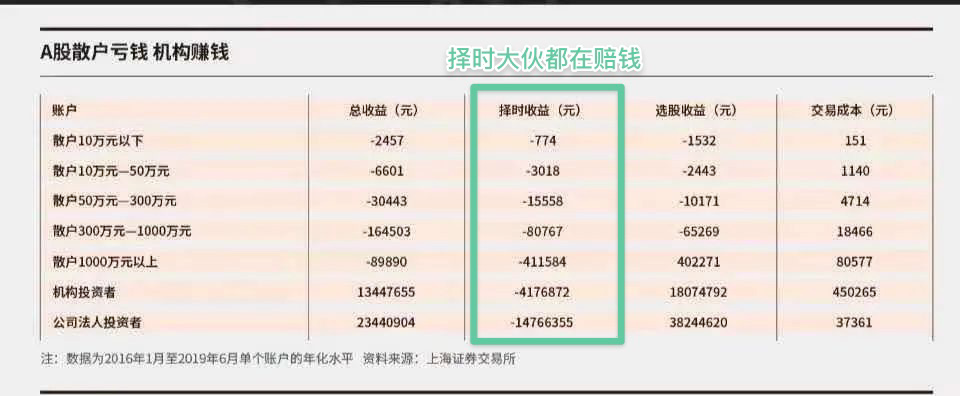 A股散户亏钱 机构赚钱
择时大伙都在赔钱
账户 总收益（元） 择时收益（元） 选股收益（元） 交易成本（元）
散户10万元以下 -2457 -774 -1532 151
散户10万元—50万元 -6601 -3018 -2443 1140
散户50万元—300万元 -30443 -15558 -10171 4714
散户300万元—1000万元 -164503 -80767 -65269 18466
散户1000万元以上 -89890 -411584 402271 80577
机构投资者 13447655 -4176872 18074792 450265
公司法人投资者 23440904 -14766355 38244620 37361
注：数据为2016年1月至2019年6月单个账户的年化水平 资料来源：上海证券交易所